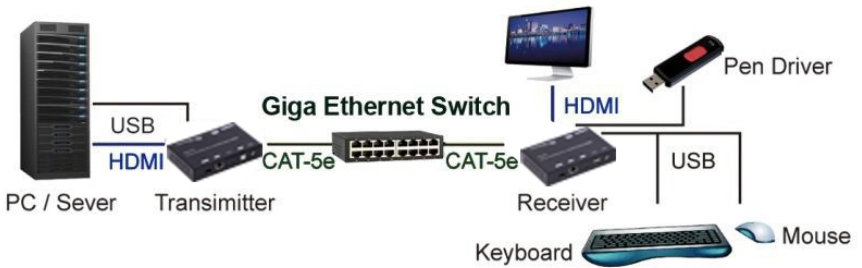 Pen Driver
Giga Ethernet Switch
HDMI
USB
HDMI
CAT-5e
CAT-5e
USB
PC / Sever
Transimitter
Receiver
Mouse
Keyboard